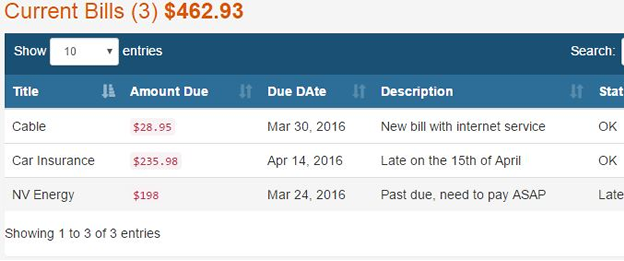 Current Bills (3) $462.93
Show 10 entries Search:
Title Amount Due Due DAte Description Stat
Cable $28.95 Mar 30, 2016 New bill with internet service OK
Car Insurance $235.98 Apr 14, 2016 Late on the 15th of April OK
NV Energy $198 Mar 24, 2016 Past due, need to pay ASAP Late
Showing 1 to 3 of 3 entries